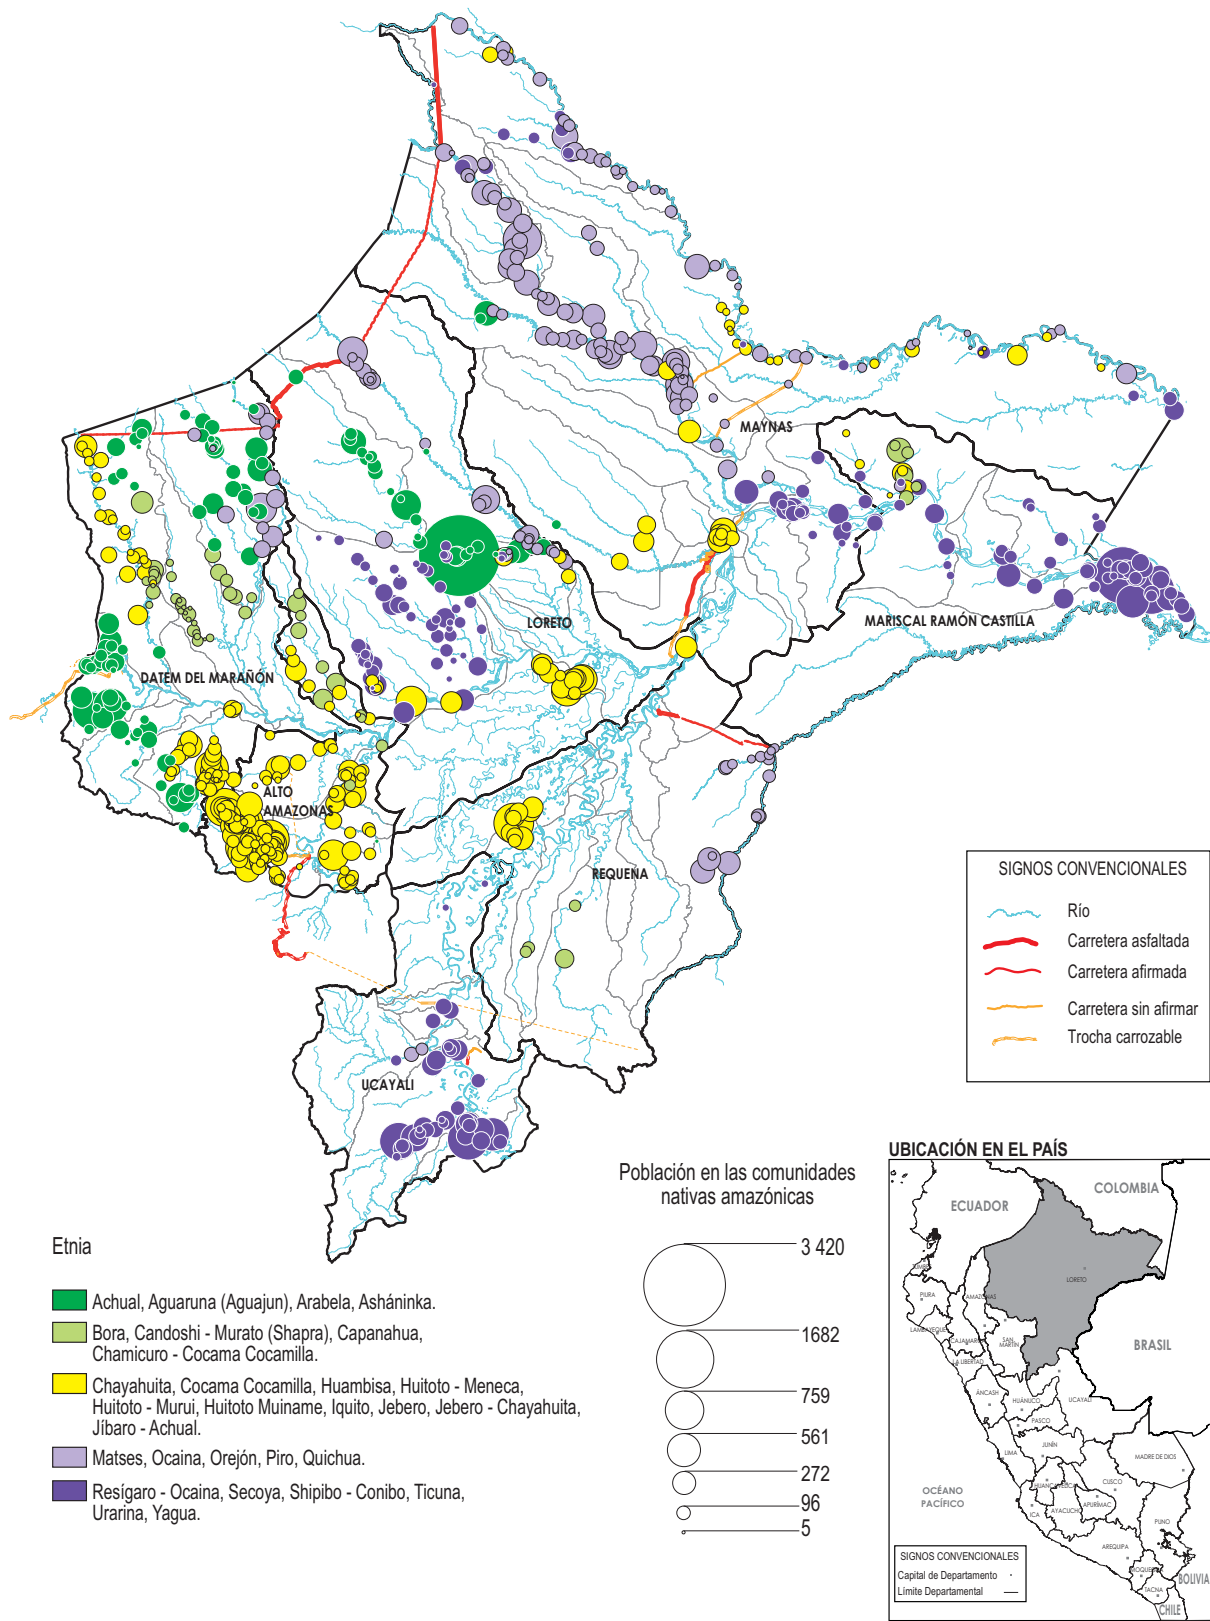 MAYNAS
LORETO
MARISCAL RAMÓN CASTILLA
DATEM DEL MARAÑÓN
ALTO
AMAZONAS
REQUEÑA
UCAYALI
SIGNOS CONVENCIONALES
Río
Carretera asfaltada
Carretera afirmada
Carretera sin afirmar
Trocha carrozable
Población en las comunidades
nativas amazónicas
3 420
1682
759
561
272
96
5
Etnia
Achual, Aguaruna (Aguajun), Arabela, Asháninka.
Bora, Candoshi - Murato (Shapra), Capanahua,
Chamicuro - Cocama Cocamilla.
Chayahuita, Cocama Cocamilla, Huambisa, Huitoto - Meneca,
Huitoto - Murui, Huitoto Muiname, Iquito, Jebero, Jebero - Chayahuita,
Jíbaro - Achual.
Matses, Ocaina, Orejón, Piro, Quichua.
Resígaro - Ocaina, Secoya, Shipibo - Conibo, Ticuna,
Urarina, Yagua.
UBICACIÓN EN EL PAÍS
COLOMBIA
ECUADOR
TUMBES
LORETO
PIURA
AMAZONAS
LAMBAYEQUE
CAJAMARCA
SAN
MARTÍN
BRASIL
LA LIBERTAD
ÁNCASH
HUÁNUCO
UCAYALI
PASCO
LIMA
JUNÍN
MADRE DE DIOS
HUANCAVELICA
CUSCO
OCÉANO
PACÍFICO
ICA
AYACUCHO
APURÍMAC
PUNO
AREQUIPA
MOQUEGUA
BOLIVIA
TACNA
CHILE
SIGNOS CONVENCIONALES
Capital de Departamento
Límite Departamental